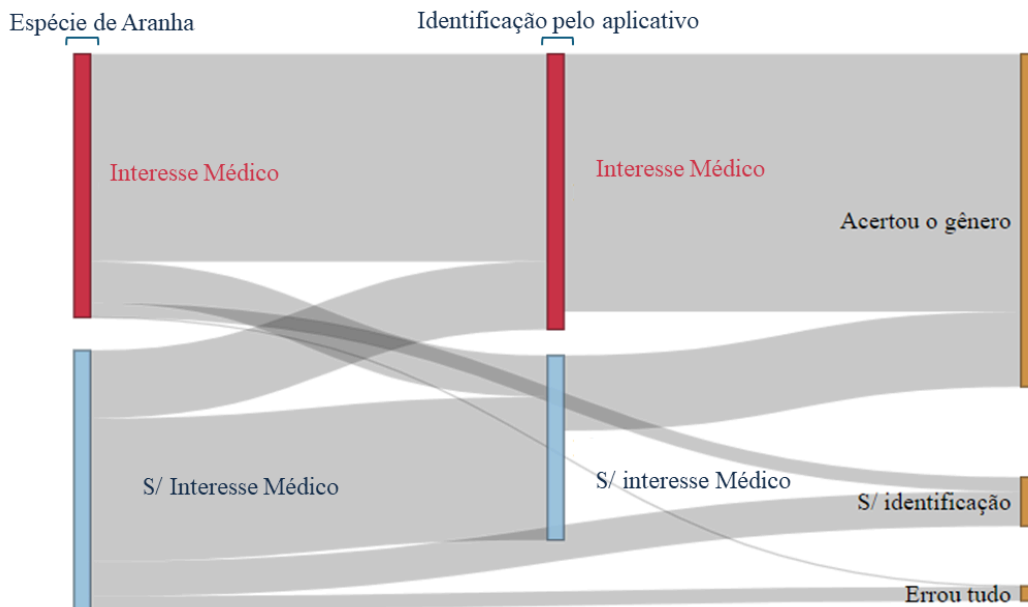 Espécie de Aranha
Identificação pelo aplicativo
Interesse Médico
Interesse Médico
Acertou o gênero
S/ Interesse Médico
S/ interesse Médico
S/ identificação
Errou tudo